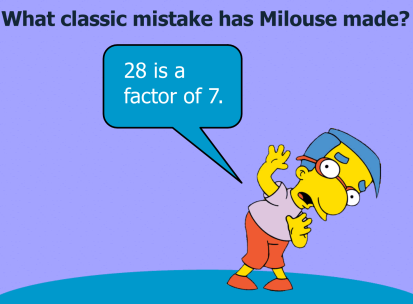 What classic mistake has Milouse made?
28 is a
factor of 7.